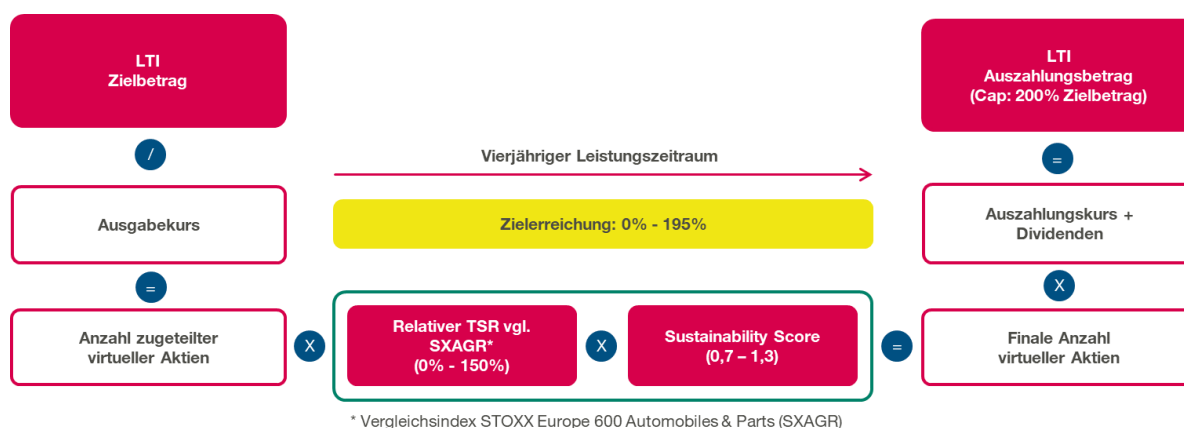 LTI
Zielbetrag
/
Ausgabekurs
=
Anzahl zugeteilter
virtueller Aktien
X
Vierjähriger Leistungszeitraum
Zielerreichung: 0% - 195%
Relativer TSR vgl.
SXAGR*
(0% - 150%)
X
Sustainability Score
(0,7 – 1,3)
=
Finale Anzahl
virtueller Aktien
X
Auszahlungskurs +
Dividenden
=
LTI
Auszahlungsbetrag
(Cap: 200% Zielbetrag)
* Vergleichsindex STOXX Europe 600 Automobiles & Parts (SXAGR)